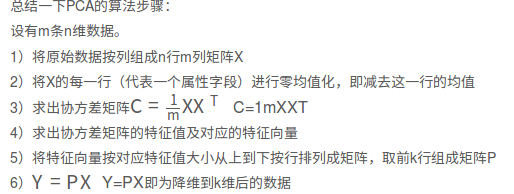 总结一下PCA的算法步骤：
设有m条n维数据。
1）将原始数据按列组成n行m列矩阵X
2）将X的每一行（代表一个属性字段）进行零均值化，即减去这一行的均值
3）求出协方差矩阵C = 1/m XX ᵀ C=1mXXT
4）求出协方差矩阵的特征值及对应的特征向量
5）将特征向量按对应特征值大小从上到下按行排列成矩阵，取前k行组成矩阵P
6）Y = PX Y=PX即为降维到k维后的数据